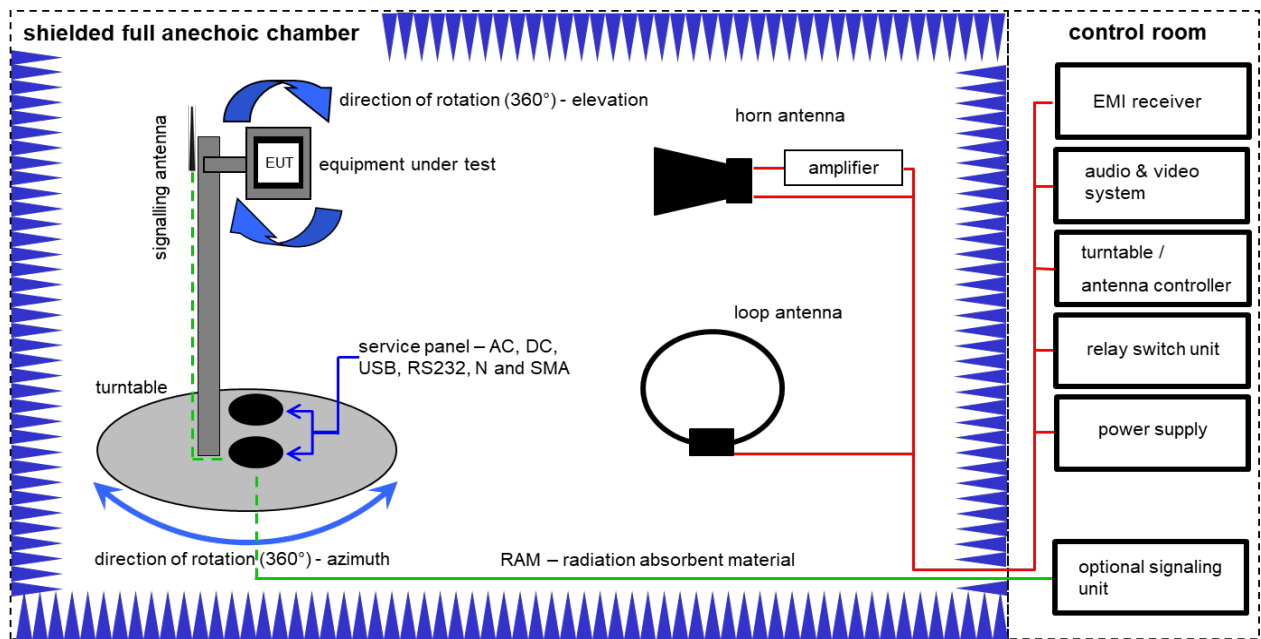 shielded full anechoic chamber
control room
direction of rotation (360°) - elevation
signalling antenna
EUT
equipment under test
horn antenna
amplifier
loop antenna
service panel – AC, DC,
USB, RS232, N and SMA
turntable
direction of rotation (360°) - azimuth
RAM – radiation absorbent material
EMI receiver
audio & video
system
turntable /
antenna controller
relay switch unit
power supply
optional signaling
unit